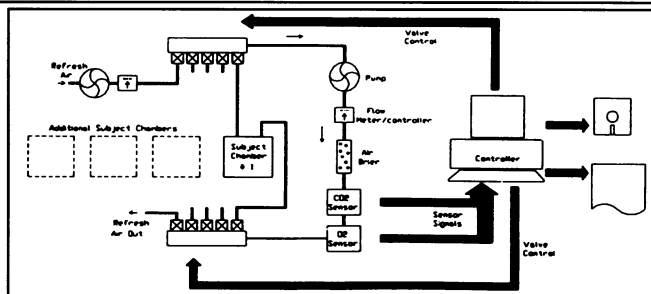 Valve
Control
Refresh
Air
Pump
Flow
Meter/controller
Additional Subject Chambers
Subject
Chamber
# 1
Air
Drier
Controller
CO2
Sensor
Refresh
Air Out
O2
Sensor
Sensor
Signals
Valve
Control